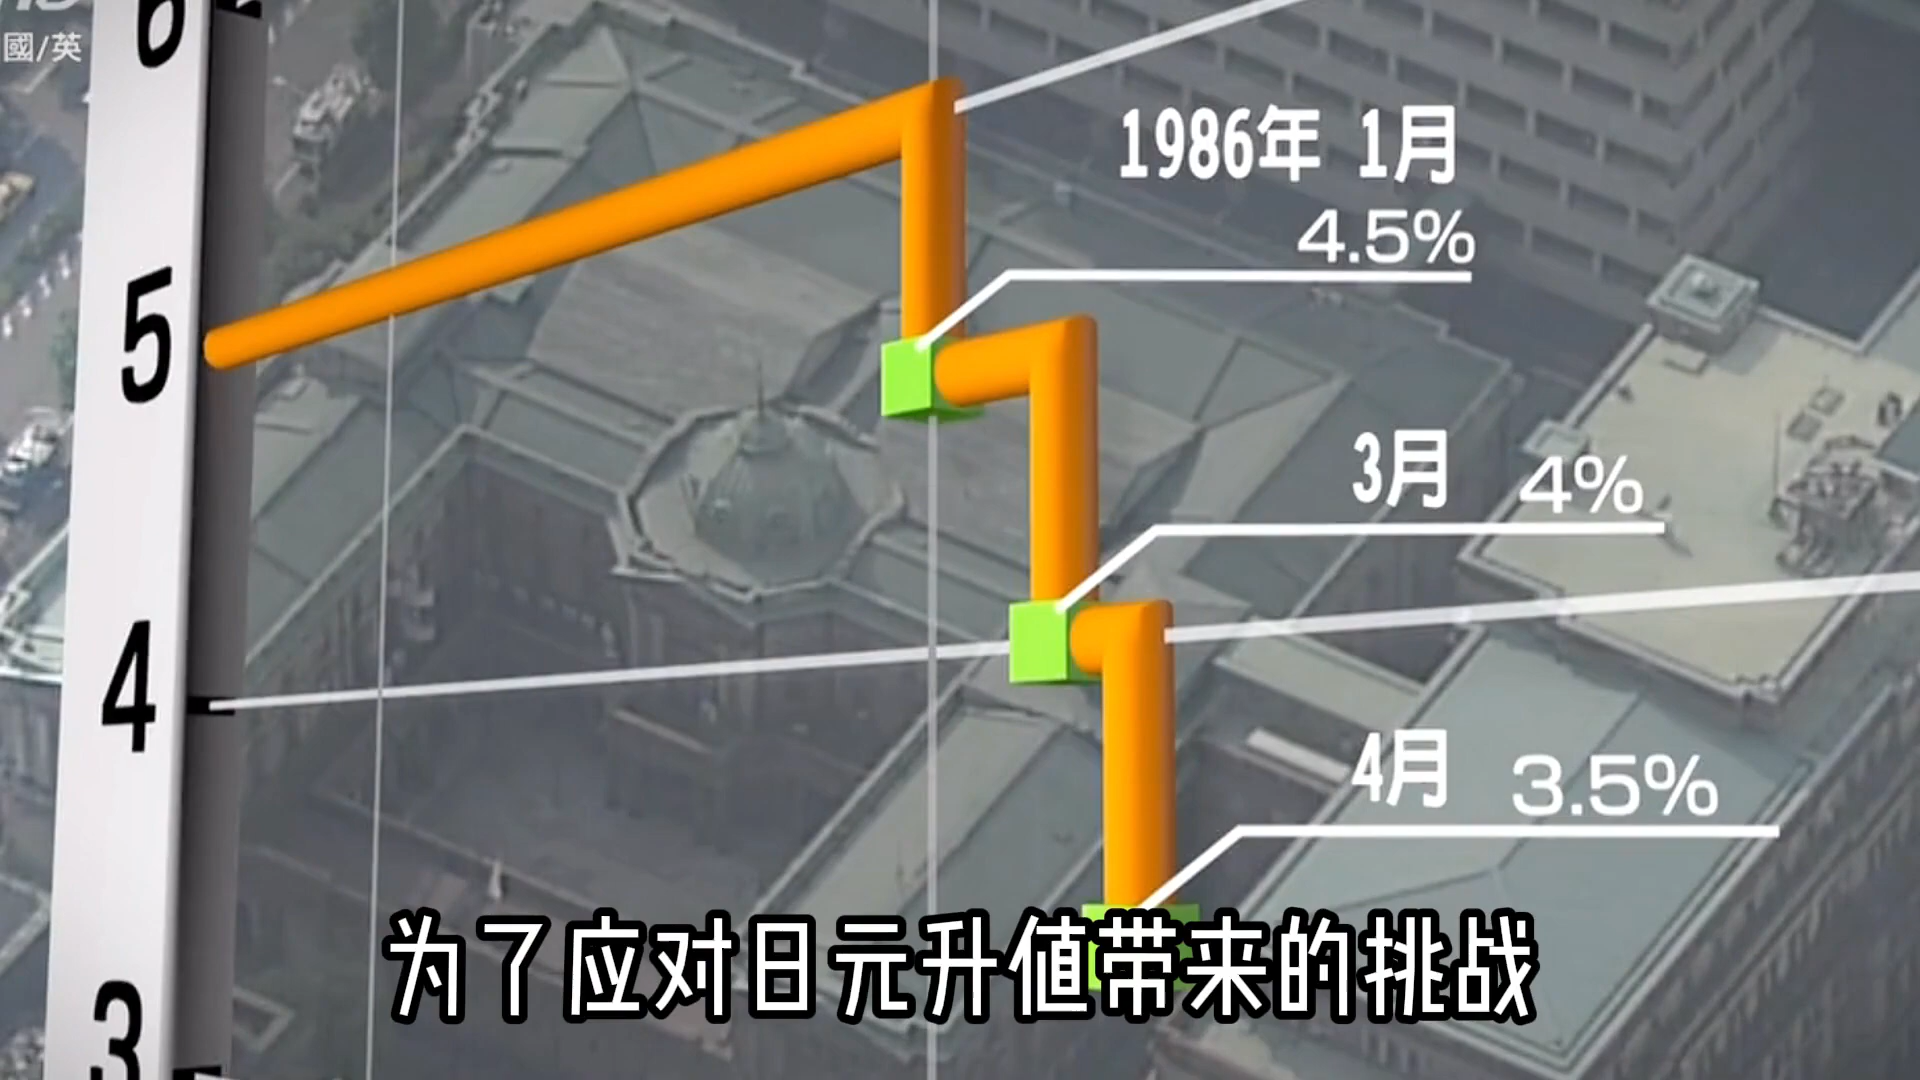 國/英
6
5
4
3
1986年 1月
4.5%
3月 4%
4月 3.5%
为了应对日元升值带来的挑战